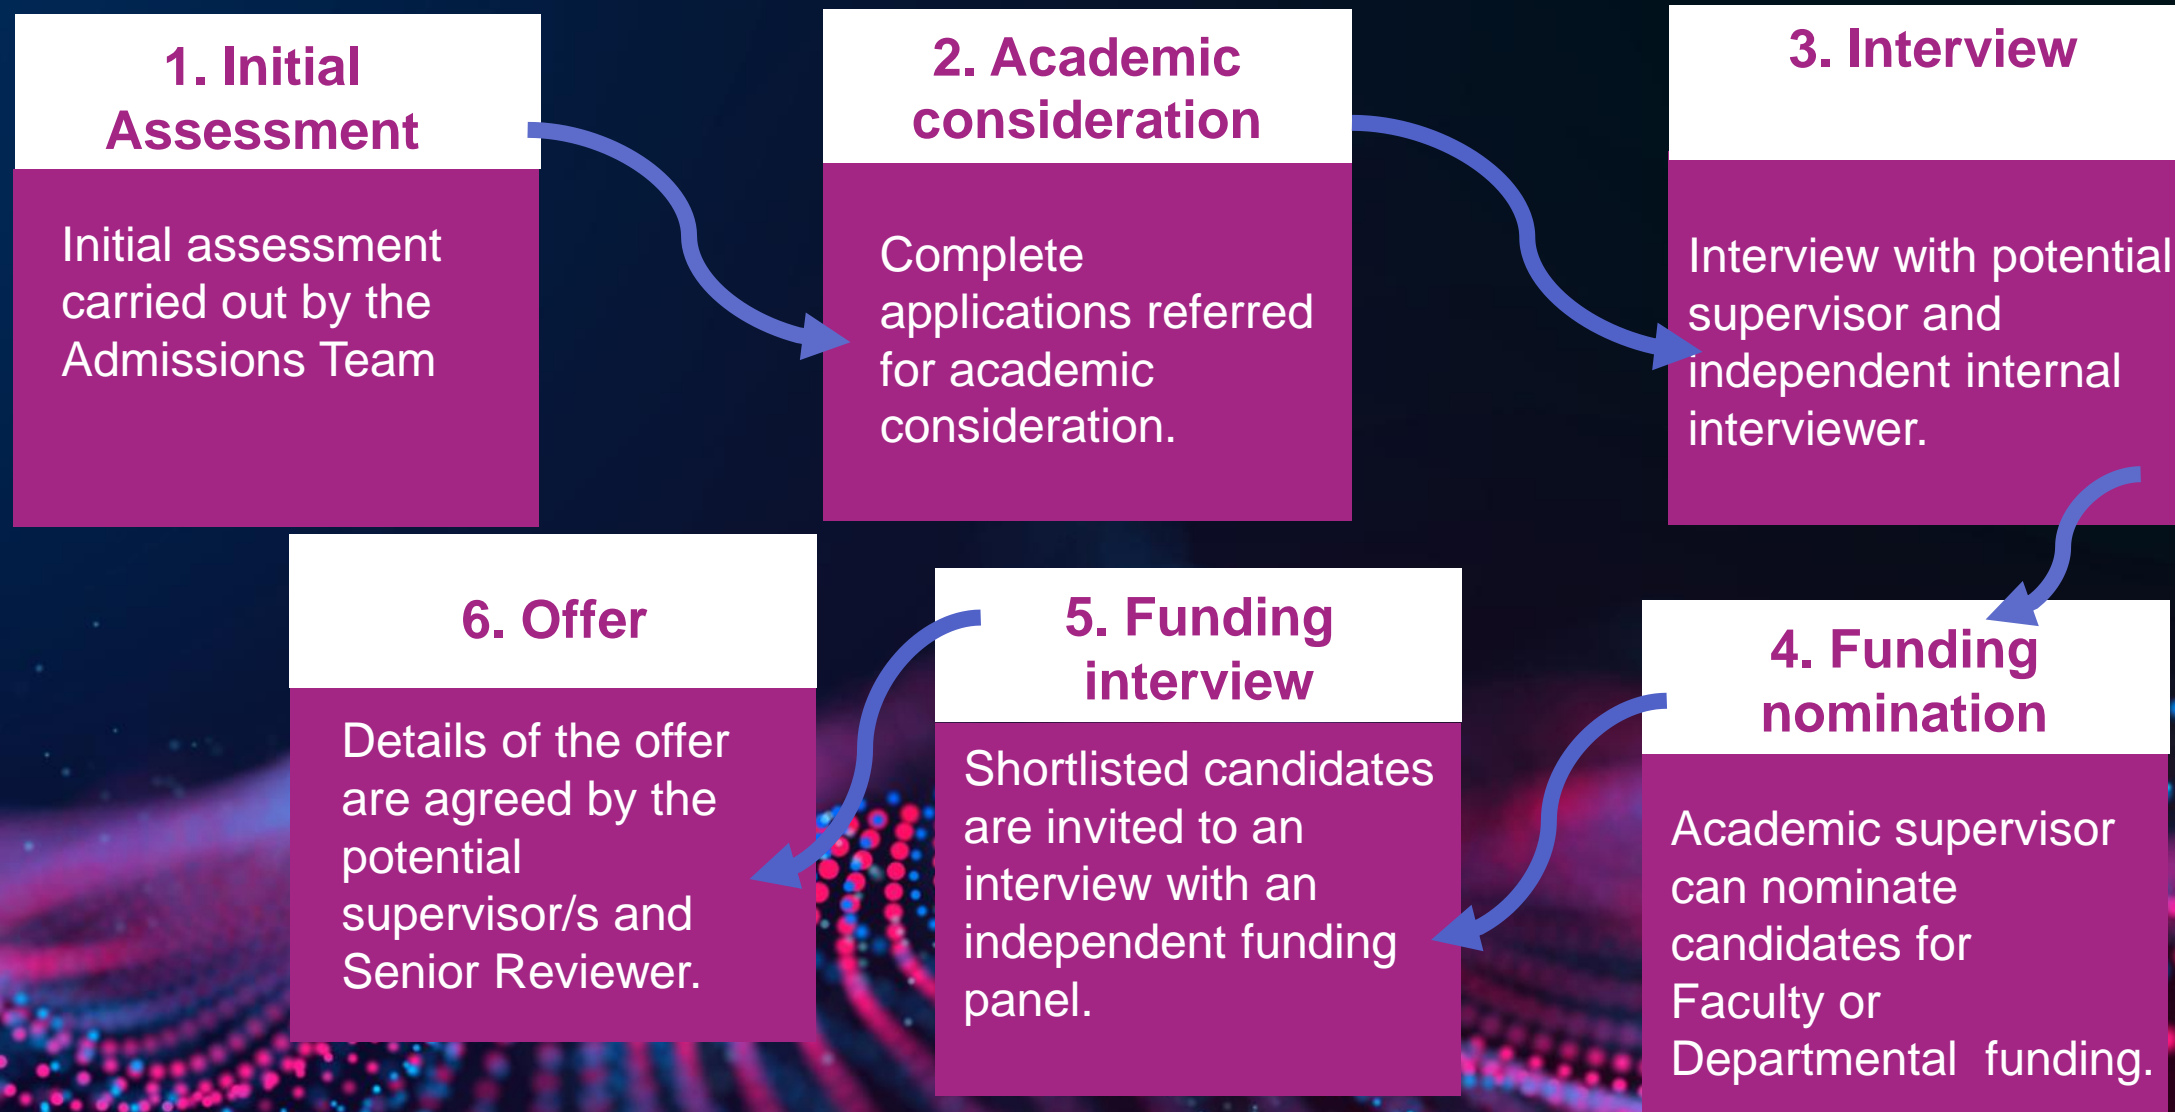 1. Initial
Assessment
Initial assessment
carried out by the
Admissions Team
2. Academic
consideration
Complete
applications referred
for academic
consideration.
3. Interview
Interview with potential
supervisor and
independent internal
interviewer.
4. Funding
nomination
Academic supervisor
can nominate
candidates for
Faculty or
Departmental  funding.
5. Funding
interview
Shortlisted candidates
are invited to an
interview with an
independent funding
panel.
6. Offer
Details of the offer
are agreed by the
potential
supervisor/s and
Senior Reviewer.